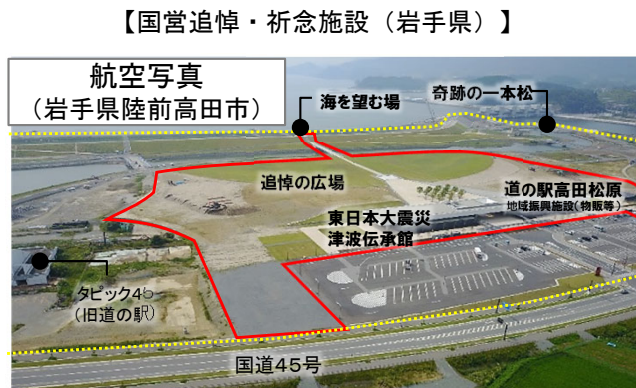 【国営追悼・祈念施設（岩手県）】
航空写真
（岩手県陸前高田市）
海を望む場
奇跡の一本松
追悼の広場
道の駅高田松原
地域振興施設（物販等）
東日本大震災
津波伝承館
タピック45
（旧道の駅）
国道45号